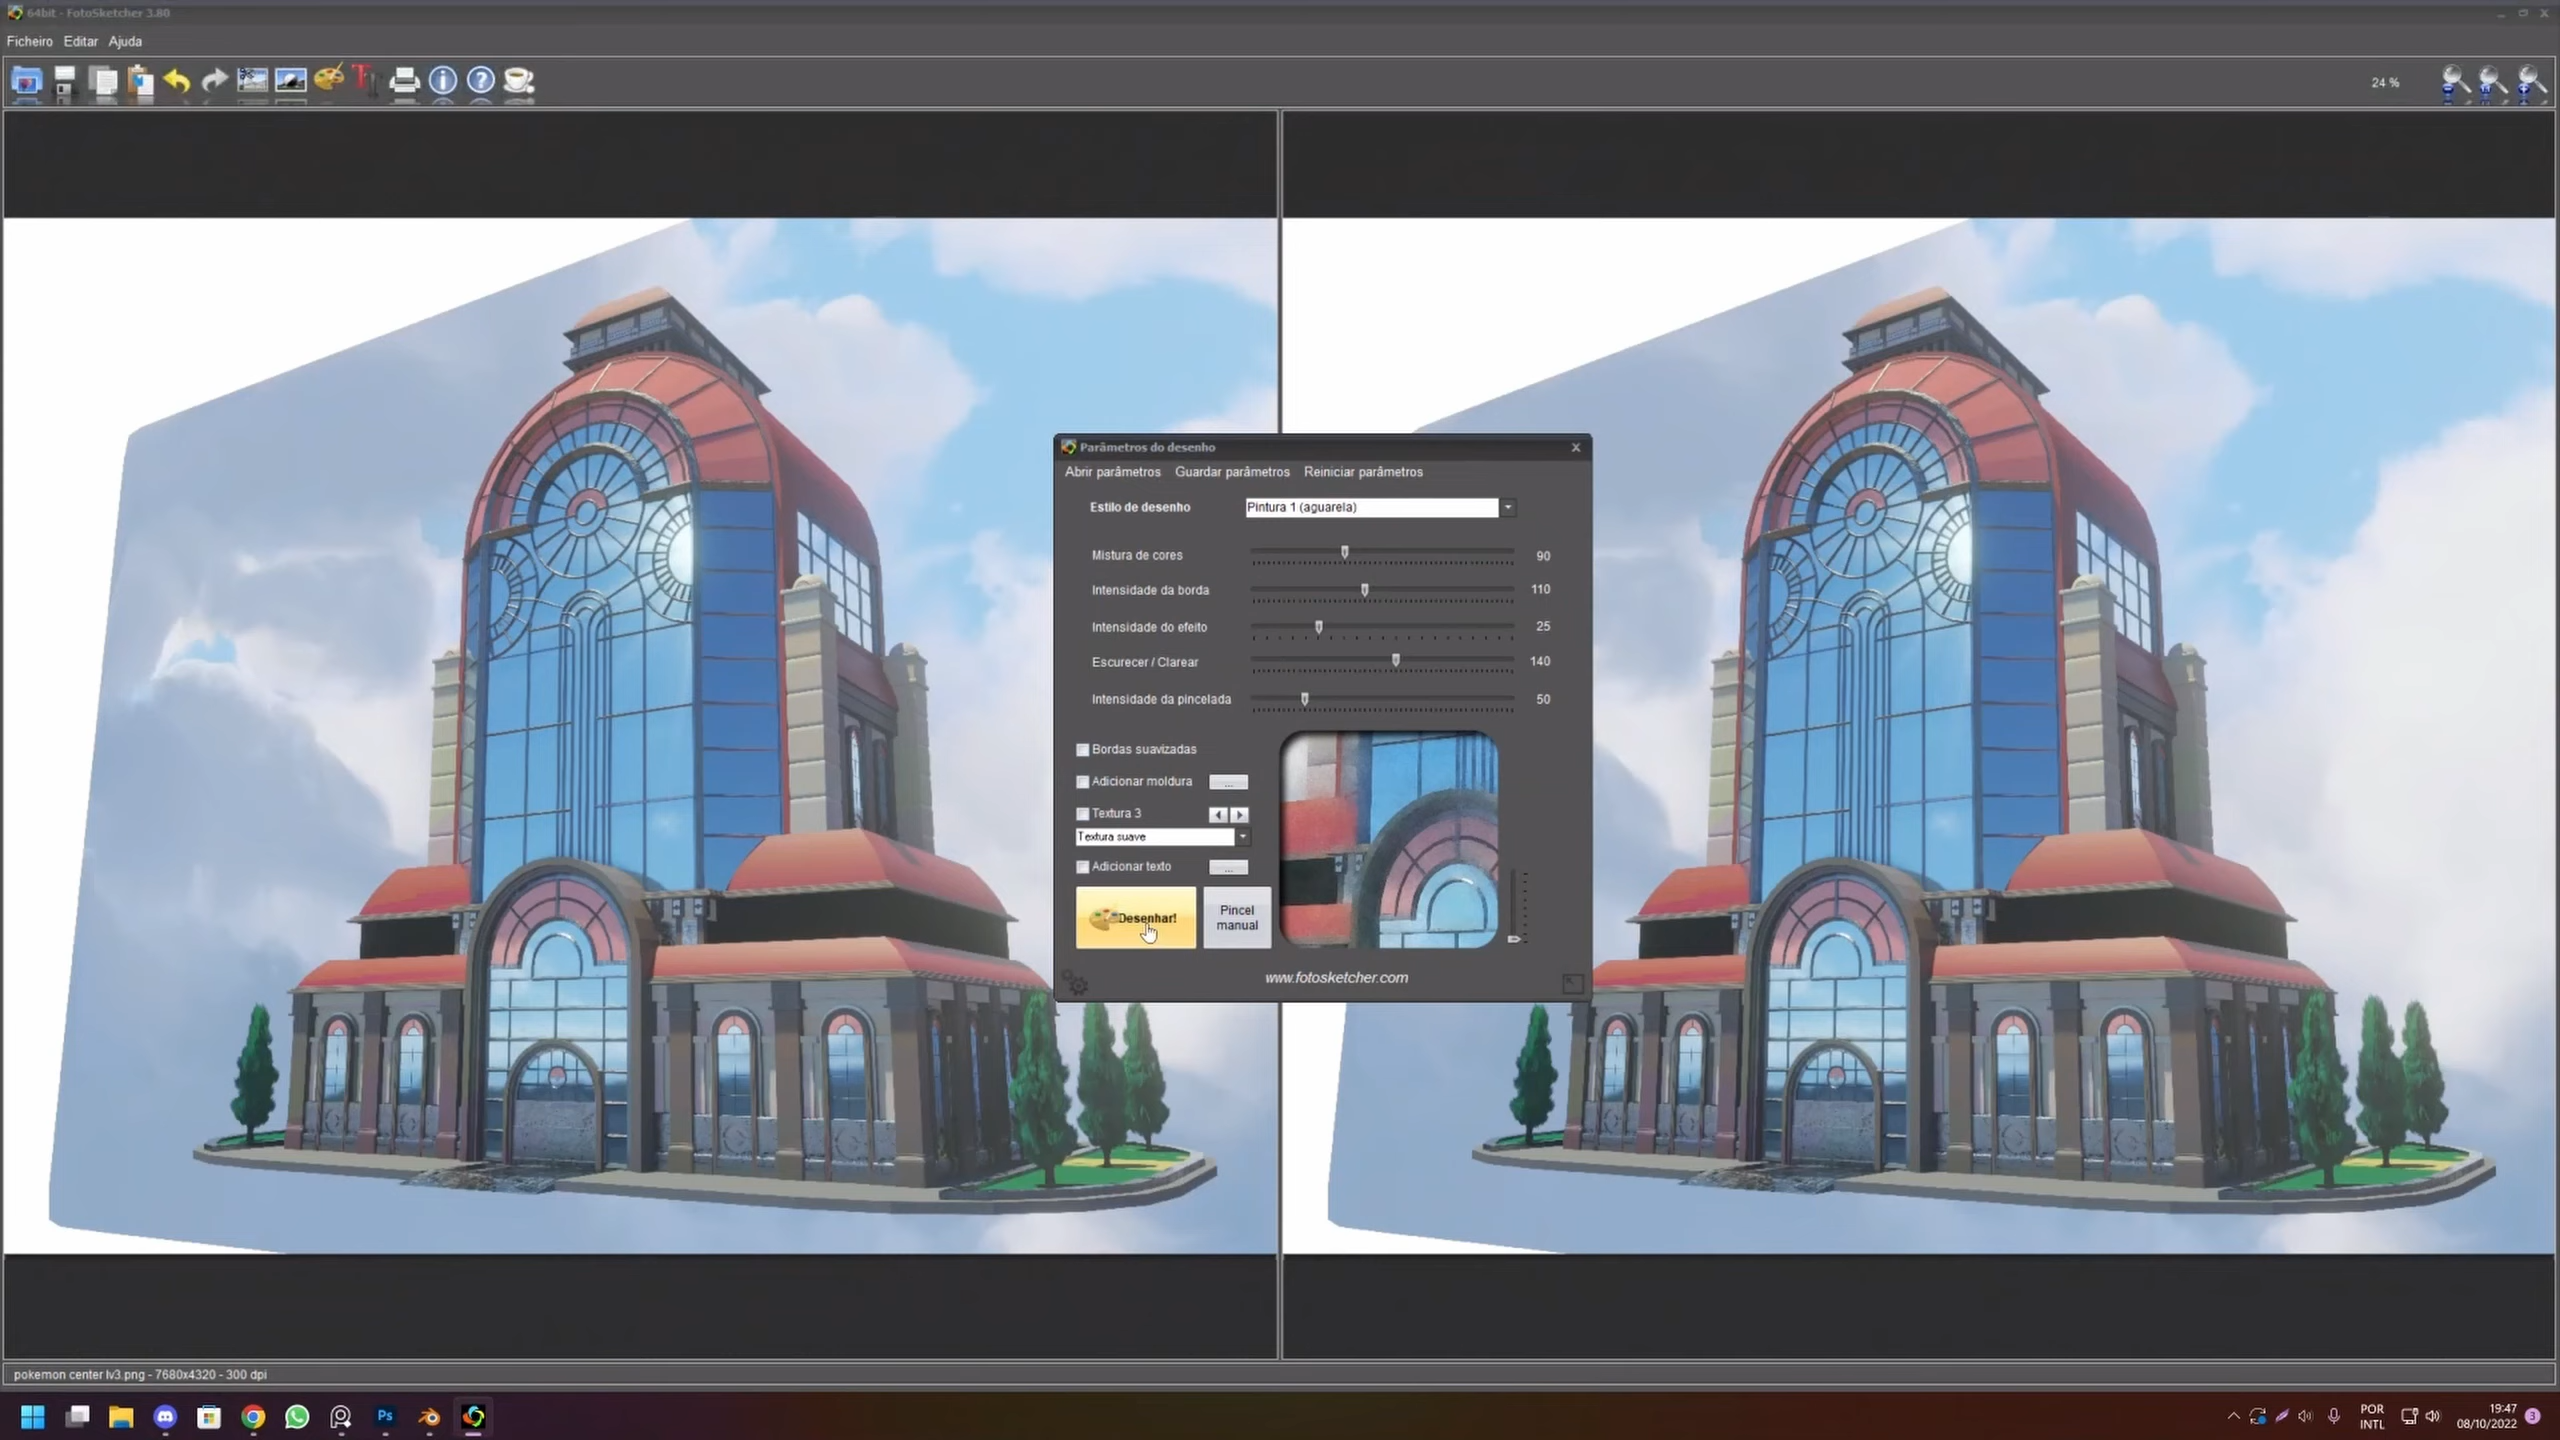 64bit - FotoSketcher 3.80
Ficheiro Editar Ajuda
24 %
Parâmetros do desenho
Abrir parâmetros Guardar parâmetros Reiniciar parâmetros
Estilo de desenho Pintura 1 (aguarela)
Mistura de cores 90
Intensidade da borda 110
Intensidade do efeito 25
Escurecer / Clarear 140
Intensidade da pincelada 50
Bordas suavizadas
Adicionar moldura ...
Textura 3
Textura suave
Adicionar texto ...
Desenhar!
Pincel
manual
www.fotosketcher.com
pokemon center lv3.png - 7680x4320 - 300 dpi
Ps
POR
INTL
19:47
08/10/2022
3